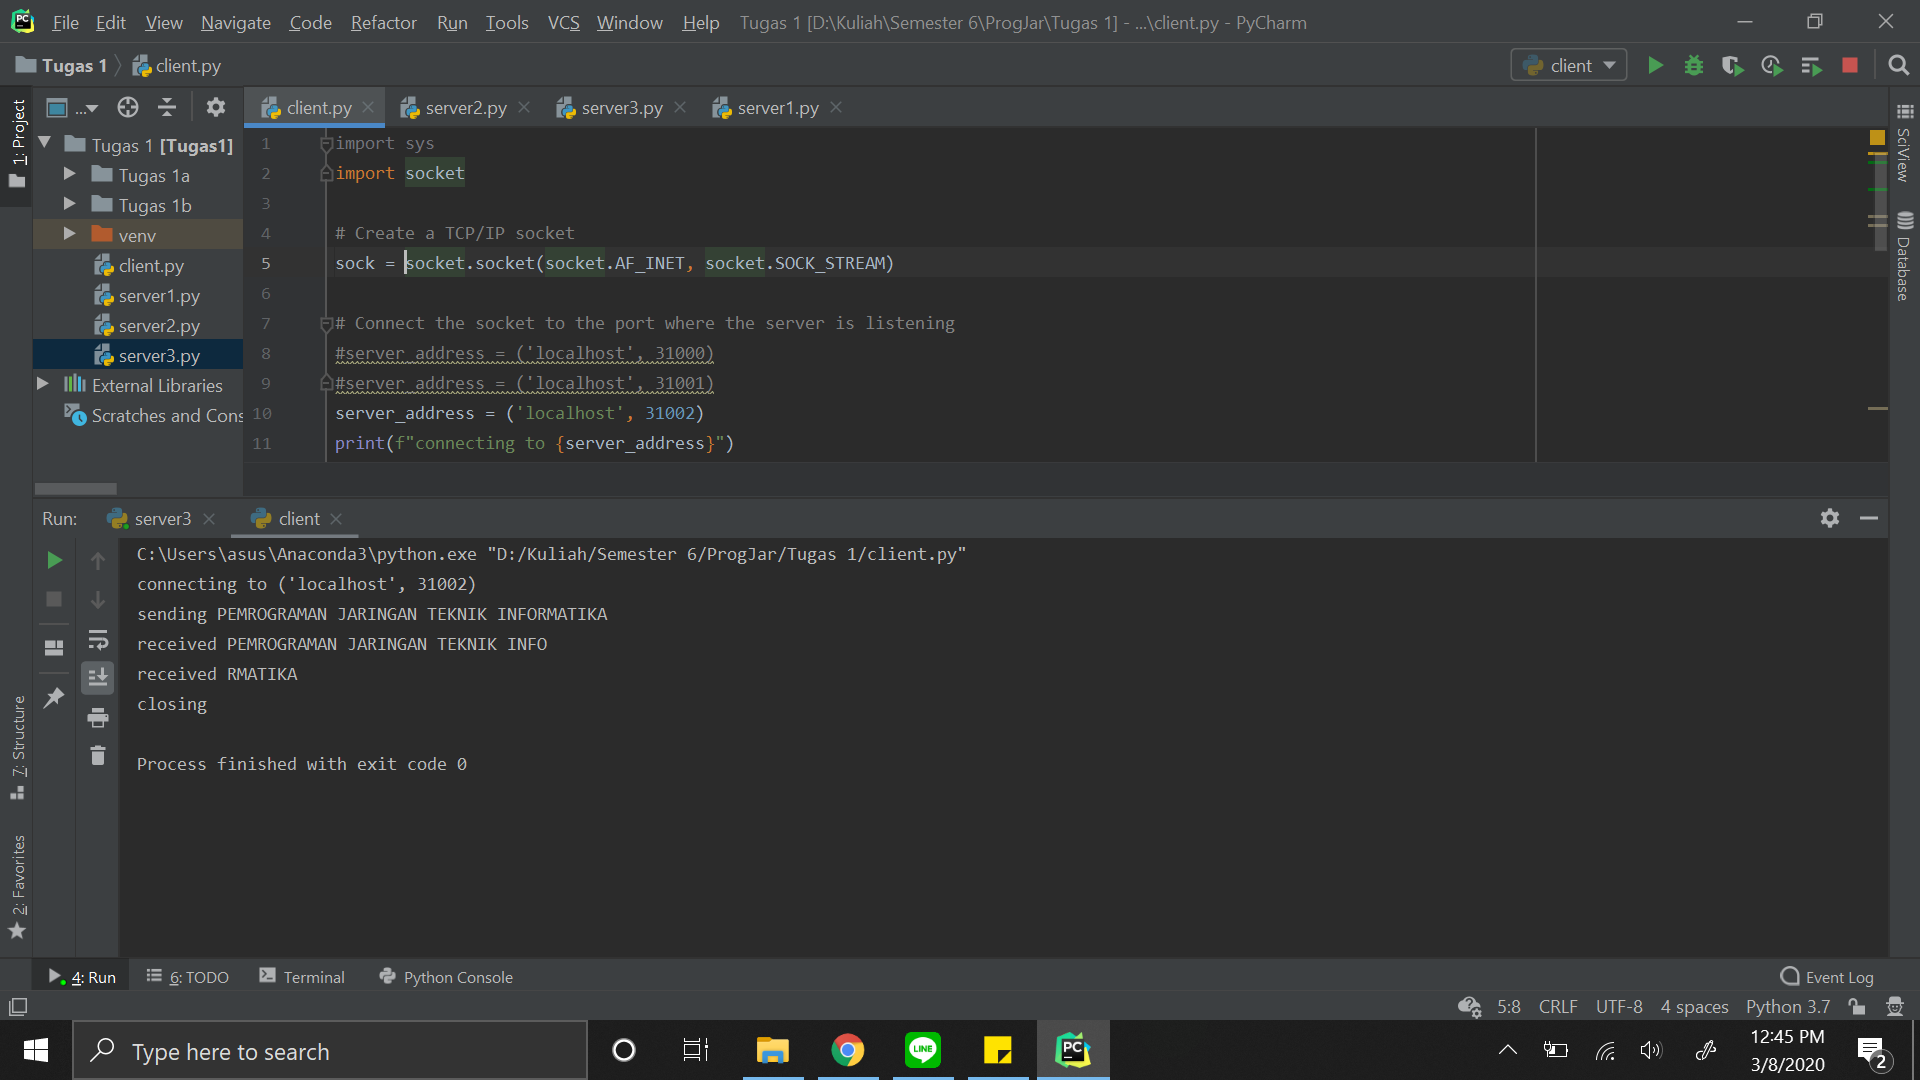 File Edit View Navigate Code Refactor Run Tools VCS Window Help Tugas 1 [D:\Kuliah\Semester 6\ProgJar\Tugas 1] - ...\client.py - PyCharm
Tugas 1 client.py
client
1: Project
...
client.py
server2.py
server3.py
server1.py
Tugas 1 [Tugas1]
Tugas 1a
Tugas 1b
venv
client.py
server1.py
server2.py
server3.py
External Libraries
Scratches and Cons
1 import sys
2 import socket
3
4 # Create a TCP/IP socket
5 sock = socket.socket(socket.AF_INET, socket.SOCK_STREAM)
6
7 # Connect the socket to the port where the server is listening
8 #server_address = ('localhost', 31000)
9 #server_address = ('localhost', 31001)
10 server_address = ('localhost', 31002)
11 print(f"connecting to {server_address}")
SciView
Database
Run: server3 client
C:\Users\asus\Anaconda3\python.exe "D:/Kuliah/Semester 6/ProgJar/Tugas 1/client.py"
connecting to ('localhost', 31002)
sending PEMROGRAMAN JARINGAN TEKNIK INFORMATIKA
received PEMROGRAMAN JARINGAN TEKNIK INFO
received RMATIKA
closing
Process finished with exit code 0
7: Structure
2: Favorites
4: Run 6: TODO Terminal Python Console Event Log
5:8 CRLF UTF-8 4 spaces Python 3.7
Type here to search
LINE
PC
12:45 PM
3/8/2020
2